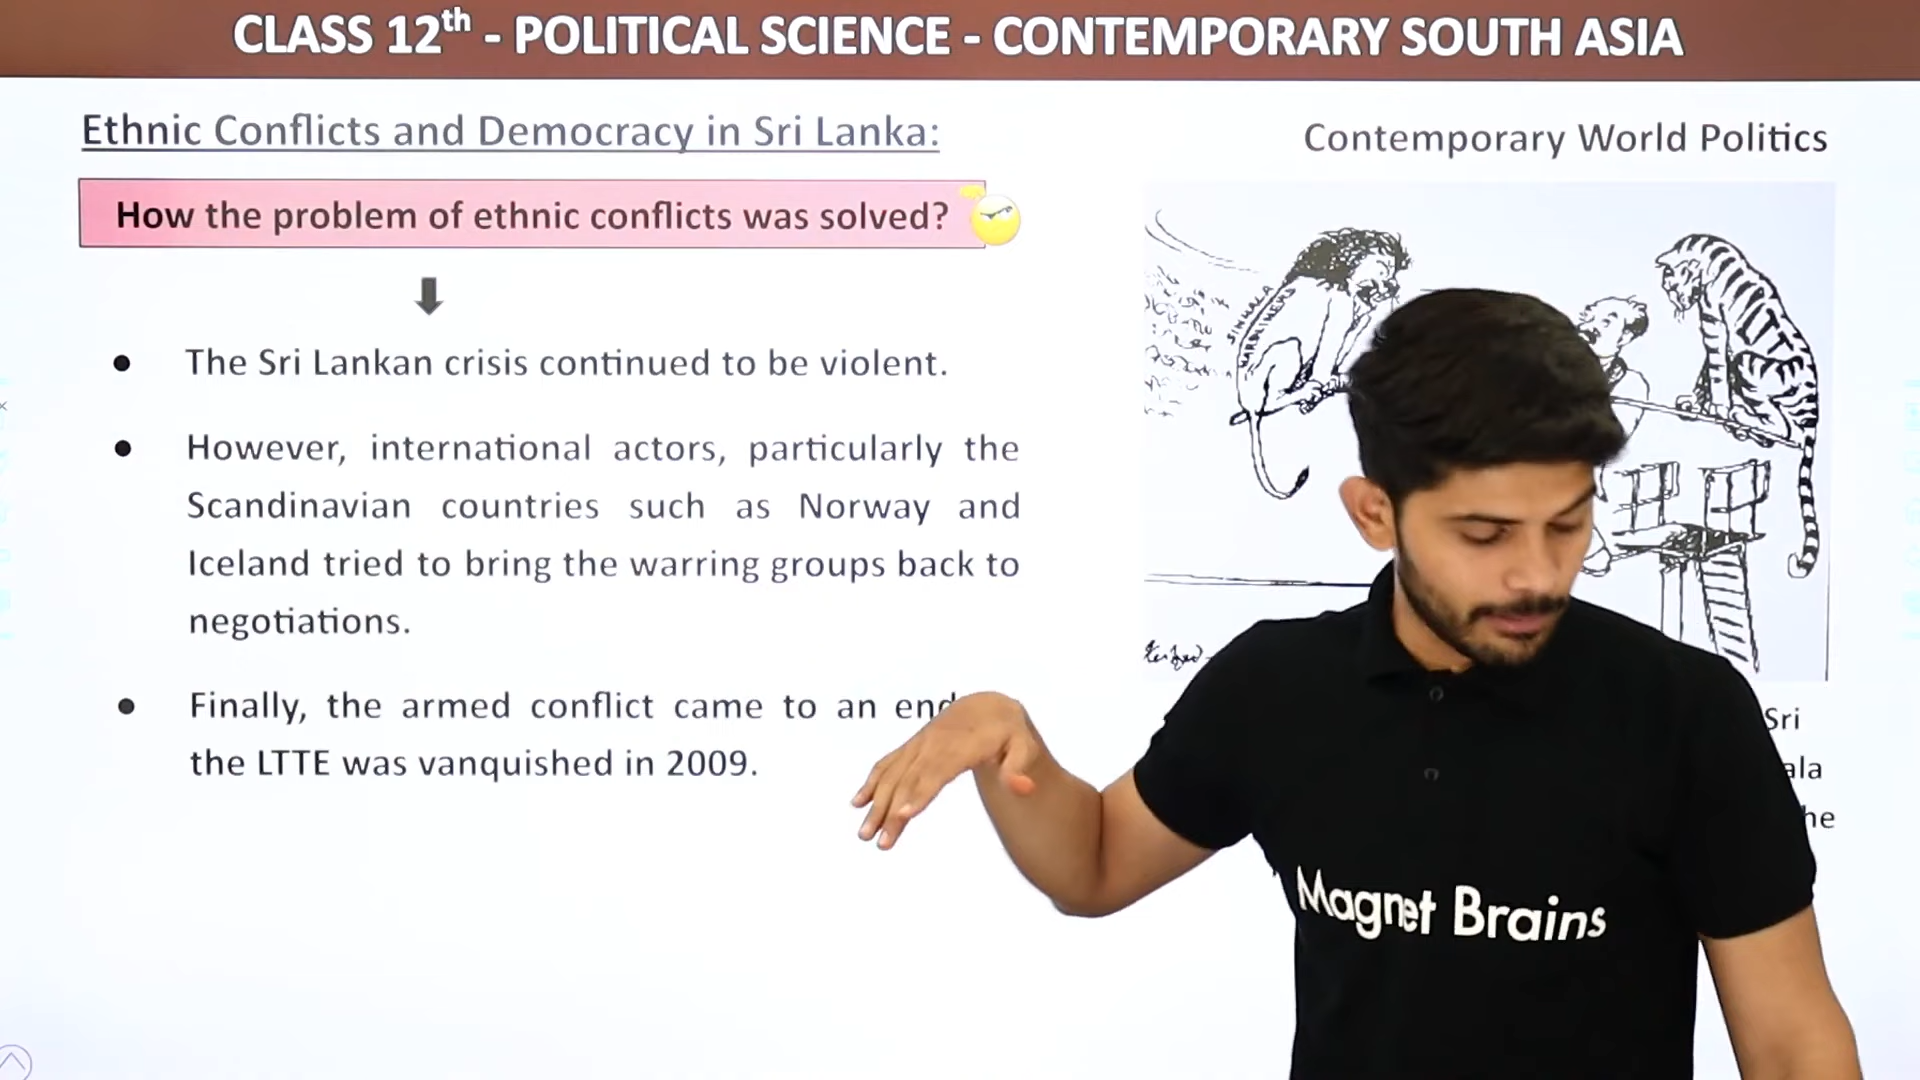 CLASS 12th - POLITICAL SCIENCE - CONTEMPORARY SOUTH ASIA
Ethnic Conflicts and Democracy in Sri Lanka:
Contemporary World Politics
How the problem of ethnic conflicts was solved?
SINHALA
HARDLINERS
LTTE
● The Sri Lankan crisis continued to be violent.
● However, international actors, particularly the
Scandinavian countries such as Norway and
Iceland tried to bring the warring groups back to
negotiations.
● Finally, the armed conflict came to an end
the LTTE was vanquished in 2009.
Sri
Magnet Brains